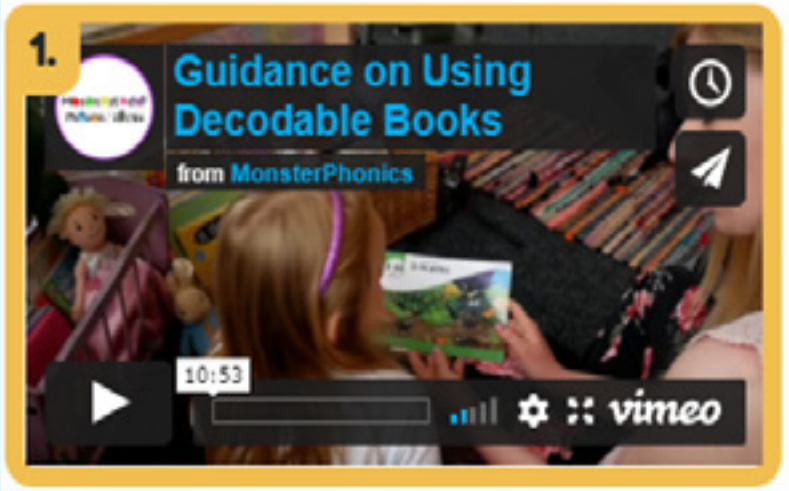 1.
Guidance on Using
Decodable Books
from MonsterPhonics
10:53
vimeo